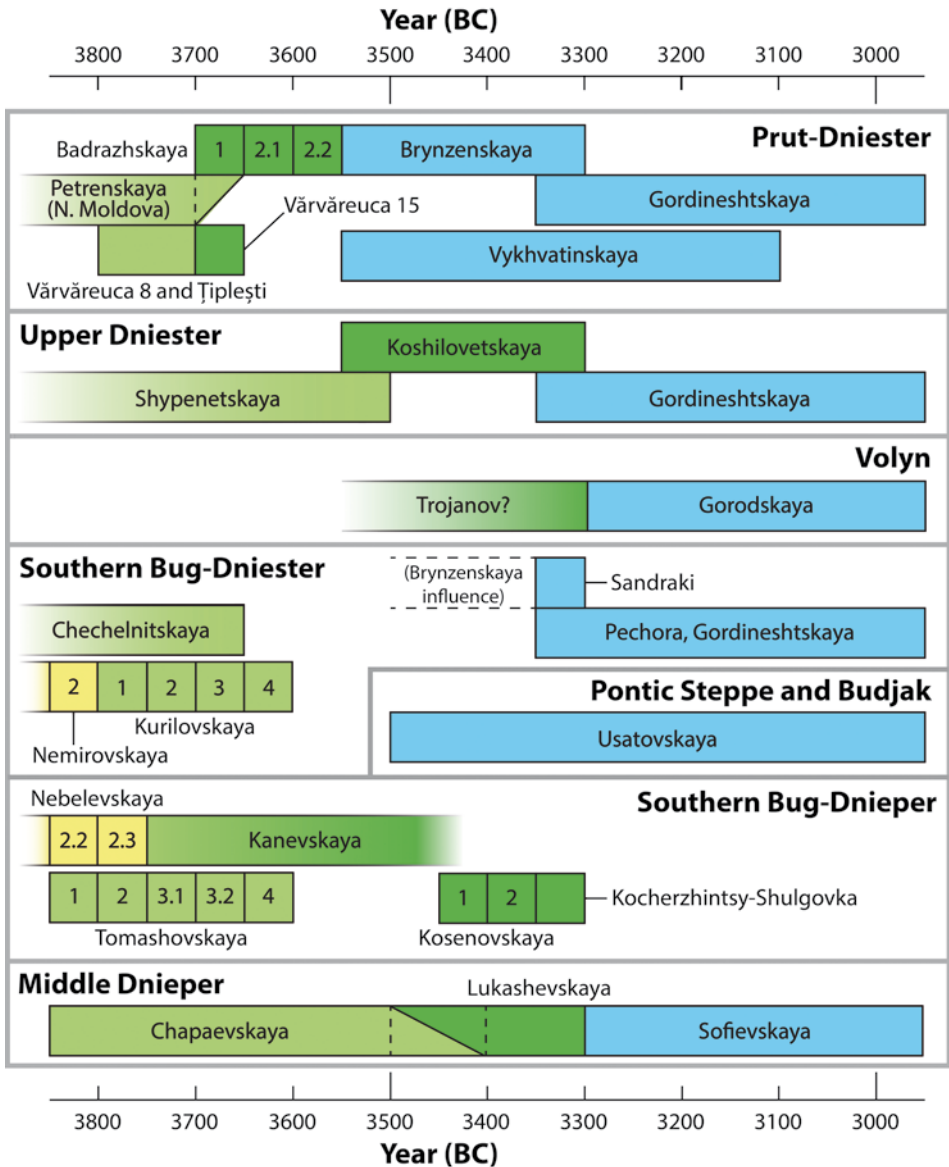 Year (BC)
3800 3700 3600 3500 3400 3300 3200 3100 3000
Prut-Dniester
Badrazhskaya 1 2.1 2.2 Brynzenskaya
Petrenskaya
(N. Moldova)
Gordineshtskaya
Vărvăreuca 15
Vykhvatinskaya
Vărvăreuca 8 and Țiplești
Upper Dniester
Koshilovetskaya
Shypenetskaya Gordineshtskaya
Volyn
Trojanov? Gorodskaya
Southern Bug-Dniester
(Brynzenskaya
influence)
Sandraki
Chechelnitskaya
Pechora, Gordineshtskaya
2 1 2 3 4
Kurilovskaya
Nemirovskaya
Pontic Steppe and Budjak
Usatovskaya
Southern Bug-Dnieper
Nebelevskaya
2.2 2.3 Kanevskaya
1 2 3.1 3.2 4
Tomashovskaya
1 2
Kocherzhintsy-Shulgovka
Kosenovskaya
Middle Dnieper
Lukashevskaya
Chapaevskaya Sofievskaya
3800 3700 3600 3500 3400 3300 3200 3100 3000
Year (BC)